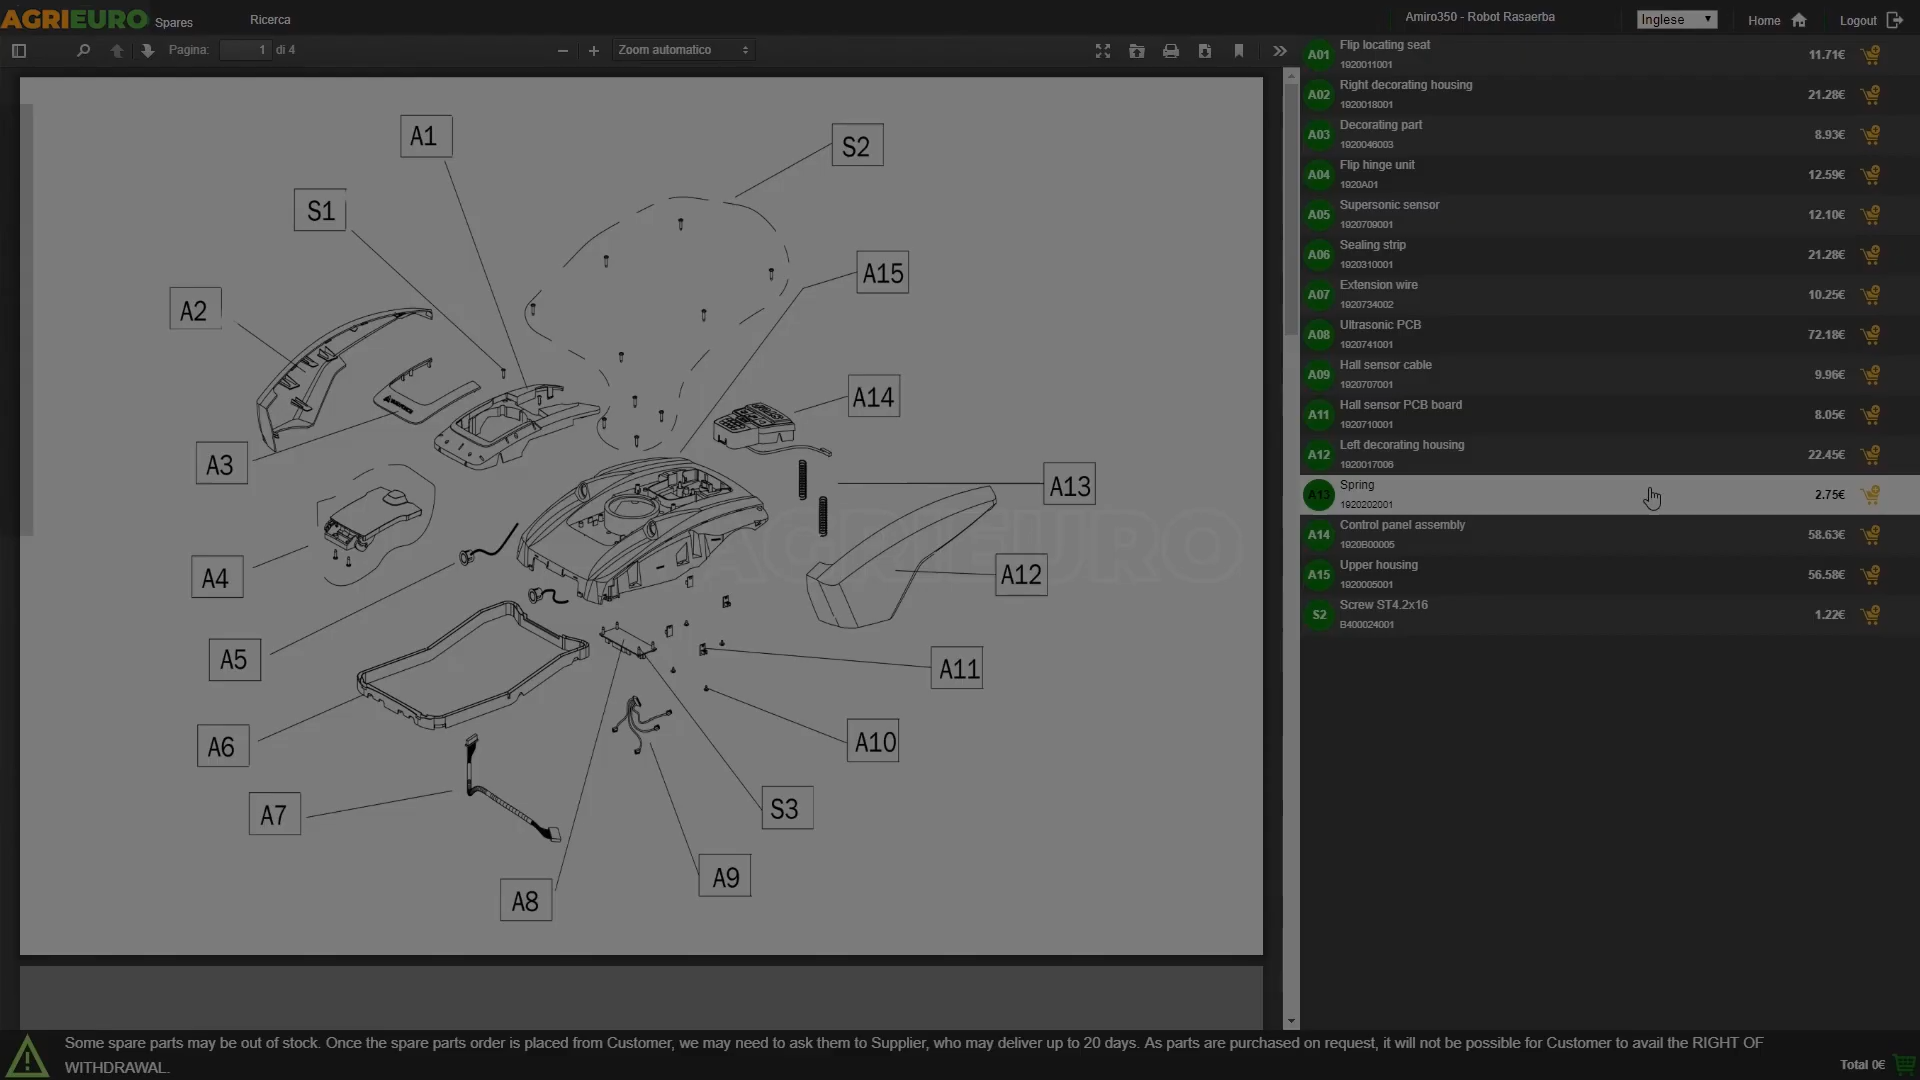 AGRIEURO Spares
Ricerca
Amiro350 - Robot Rasaerba
Inglese
Home
Logout
Pagina: 1 di 4
Zoom automatico
A1
S2
S1
A15
A2
A14
A3
A13
A4
A12
A5
A11
A6
A10
A7
S3
A9
A8
AGRIEURO
A01 Flip locating seat 11.71€
1920011001
A02 Right decorating housing 21.28€
1920018001
A03 Decorating part 8.93€
1920046003
A04 Flip hinge unit 12.59€
1920A01
A05 Supersonic sensor 12.10€
1920709001
A06 Sealing strip 21.28€
1920310001
A07 Extension wire 10.25€
1920734002
A08 Ultrasonic PCB 72.18€
1920741001
A09 Hall sensor cable 9.96€
1920707001
A11 Hall sensor PCB board 8.05€
1920710001
A12 Left decorating housing 22.45€
1920017006
A13 Spring 2.75€
1920202001
A14 Control panel assembly 58.63€
1920B00005
A15 Upper housing 56.58€
1920005001
S2 Screw ST4.2x16 1.22€
B400024001
Some spare parts may be out of stock. Once the spare parts order is placed from Customer, we may need to ask them to Supplier, who may deliver up to 20 days. As parts are purchased on request, it will not be possible for Customer to avail the RIGHT OF
WITHDRAWAL.
Total 0€